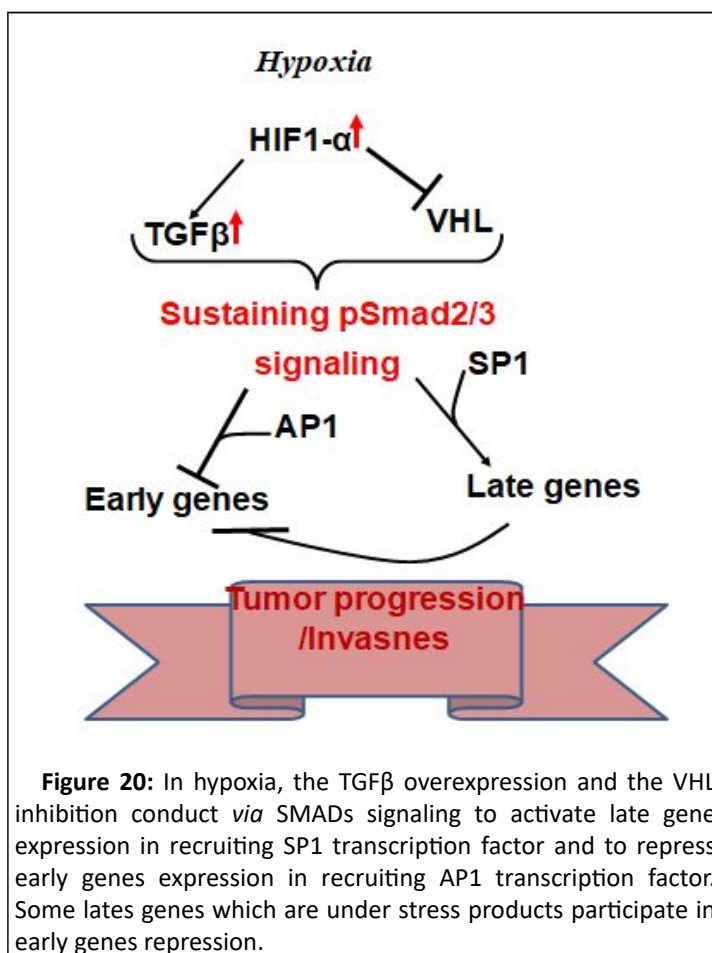 Hypoxia
HIF1-α
TGFβ
VHL
Sustaining pSmad2/3
signaling
SP1
AP1
Early genes
Late genes
Tumor progression
/Invasnes
Figure 20: In hypoxia, the TGFβ overexpression and the VHL
inhibition conduct via SMADs signaling to activate late gene
expression in recruiting SP1 transcription factor and to repress
early genes expression in recruiting AP1 transcription factor.
Some lates genes which are under stress products participate in
early genes repression.